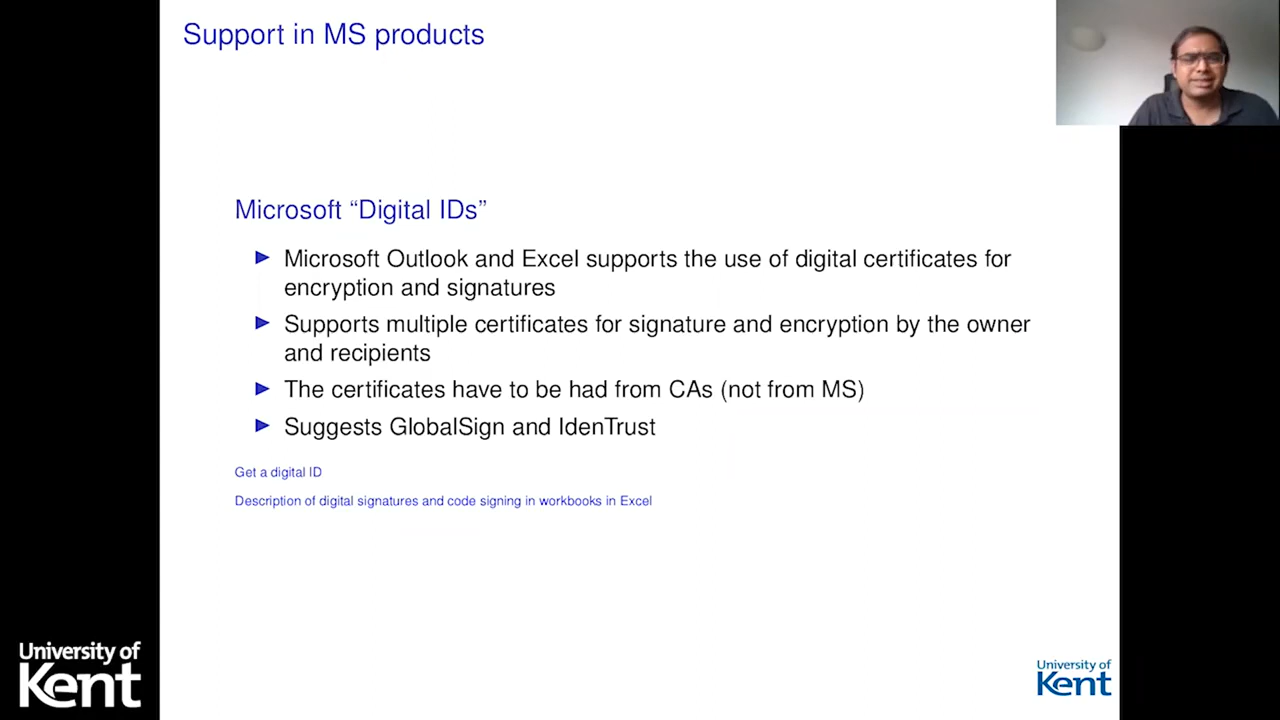 Support in MS products
Microsoft “Digital IDs”
Microsoft Outlook and Excel supports the use of digital certificates for
encryption and signatures
Supports multiple certificates for signature and encryption by the owner
and recipients
The certificates have to be had from CAs (not from MS)
Suggests GlobalSign and IdenTrust
Get a digital ID
Description of digital signatures and code signing in workbooks in Excel
University of
Kent
University of
Kent